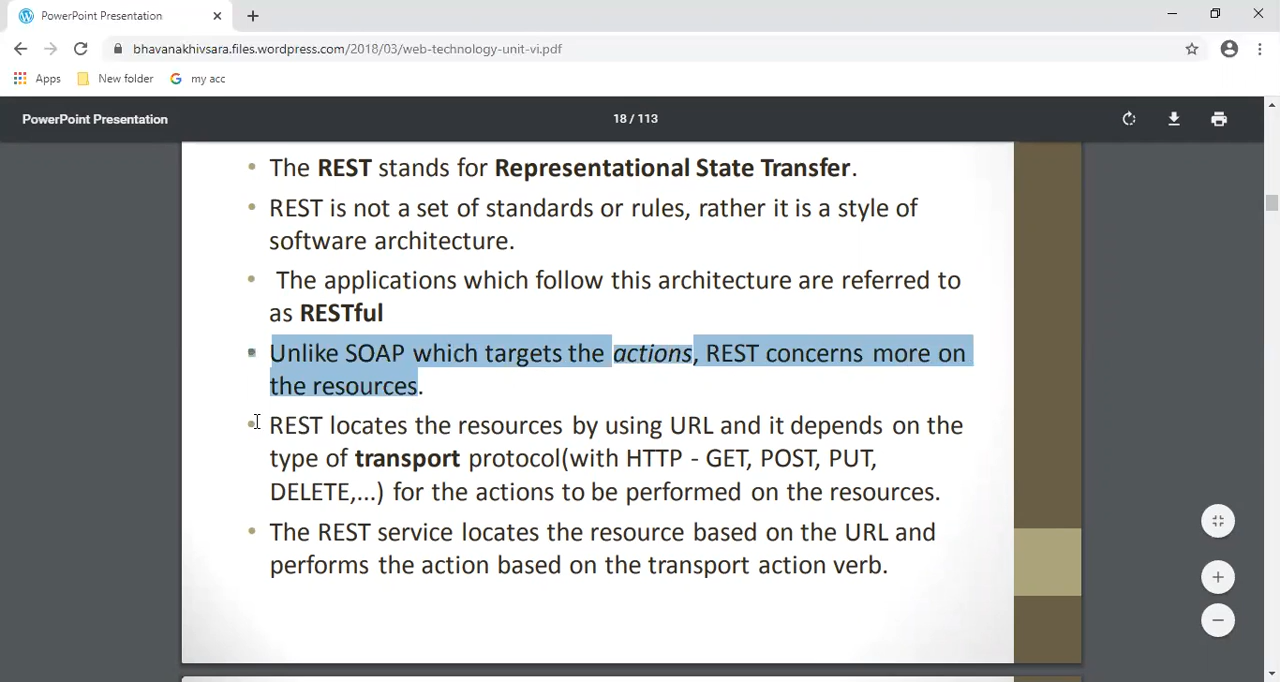 PowerPoint Presentation
bhavanakhivsara.files.wordpress.com/2018/03/web-technology-unit-vi.pdf
Apps New folder my acc
PowerPoint Presentation 18 / 113
• The REST stands for Representational State Transfer.
• REST is not a set of standards or rules, rather it is a style of
software architecture.
• The applications which follow this architecture are referred to
as RESTful
• Unlike SOAP which targets the actions, REST concerns more on
the resources.
• REST locates the resources by using URL and it depends on the
type of transport protocol(with HTTP - GET, POST, PUT,
DELETE,...) for the actions to be performed on the resources.
• The REST service locates the resource based on the URL and
performs the action based on the transport action verb.